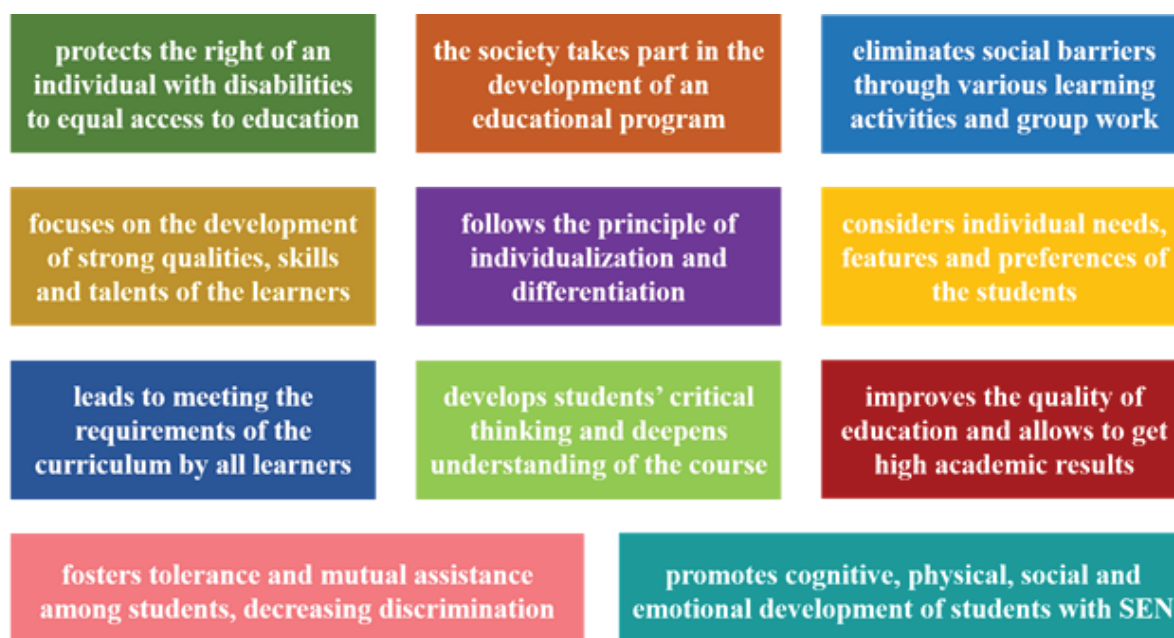 protects the right of an
individual with disabilities
to equal access to education
the society takes part in the
development of an
educational program
eliminates social barriers
through various learning
activities and group work
focuses on the development
of strong qualities, skills
and talents of the learners
follows the principle of
individualization and
differentiation
considers individual needs,
features and preferences of
the students
leads to meeting the
requirements of the
curriculum by all learners
develops students’ critical
thinking and deepens
understanding of the course
improves the quality of
education and allows to get
high academic results
fosters tolerance and mutual assistance
among students, decreasing discrimination
promotes cognitive, physical, social and
emotional development of students with SEN